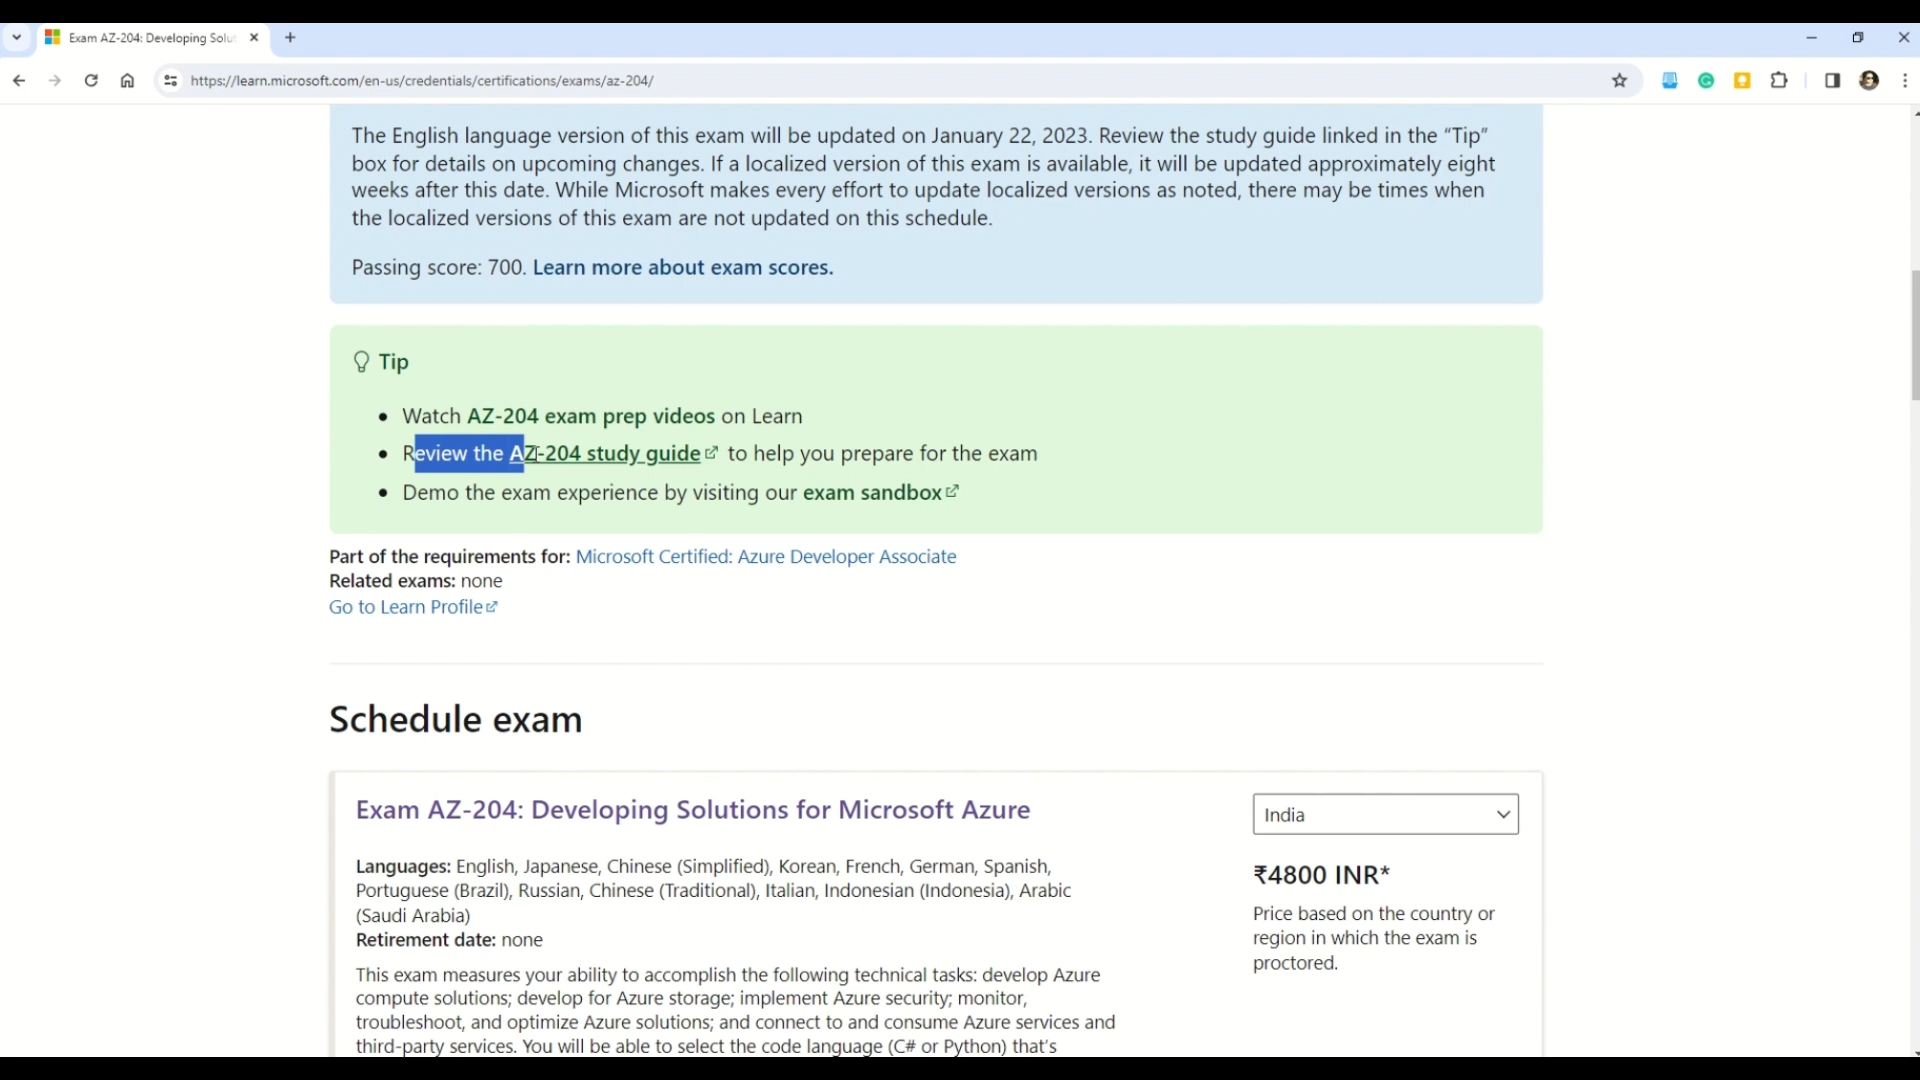 Exam AZ-204: Developing Solu
https://learn.microsoft.com/en-us/credentials/certifications/exams/az-204/
The English language version of this exam will be updated on January 22, 2023. Review the study guide linked in the “Tip”
box for details on upcoming changes. If a localized version of this exam is available, it will be updated approximately eight
weeks after this date. While Microsoft makes every effort to update localized versions as noted, there may be times when
the localized versions of this exam are not updated on this schedule.
Passing score: 700. Learn more about exam scores.
Tip
• Watch AZ-204 exam prep videos on Learn
• Review the AZ-204 study guide to help you prepare for the exam
• Demo the exam experience by visiting our exam sandbox
Part of the requirements for: Microsoft Certified: Azure Developer Associate
Related exams: none
Go to Learn Profile
Schedule exam
Exam AZ-204: Developing Solutions for Microsoft Azure
Languages: English, Japanese, Chinese (Simplified), Korean, French, German, Spanish,
Portuguese (Brazil), Russian, Chinese (Traditional), Italian, Indonesian (Indonesia), Arabic
(Saudi Arabia)
Retirement date: none
This exam measures your ability to accomplish the following technical tasks: develop Azure
compute solutions; develop for Azure storage; implement Azure security; monitor,
troubleshoot, and optimize Azure solutions; and connect to and consume Azure services and
third-party services. You will be able to select the code language (C# or Python) that’s
India
₹4800 INR*
Price based on the country or
region in which the exam is
proctored.